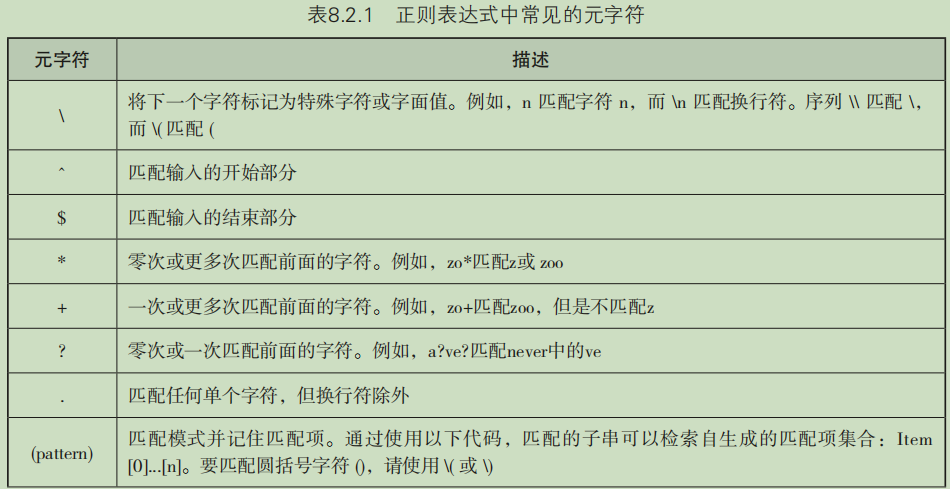 表8.2.1 正则表达式中常见的元字符
元字符 描述
\ 将下一个字符标记为特殊字符或字面值。例如，n 匹配字符 n，而 \n 匹配换行符。序列 \\ 匹配 \，
而 \( 匹配 (
^ 匹配输入的开始部分
$ 匹配输入的结束部分
* 零次或更多次匹配前面的字符。例如，zo*匹配z或 zoo
+ 一次或更多次匹配前面的字符。例如，zo+匹配zoo，但是不匹配z
? 零次或一次匹配前面的字符。例如，a?ve?匹配never中的ve
. 匹配任何单个字符，但换行符除外
(pattern) 匹配模式并记住匹配项。通过使用以下代码，匹配的子串可以检索自生成的匹配项集合：Item
[0]...[n]。要匹配圆括号字符 ()，请使用 \( 或 \)